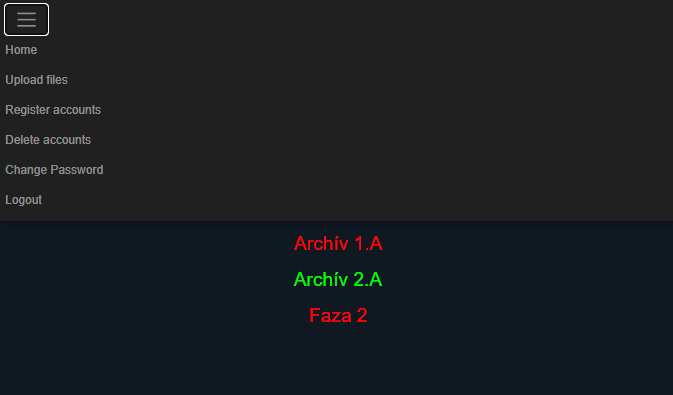 Home
Upload files
Register accounts
Delete accounts
Change Password
Logout
Archív 1.A
Archív 2.A
Faza 2